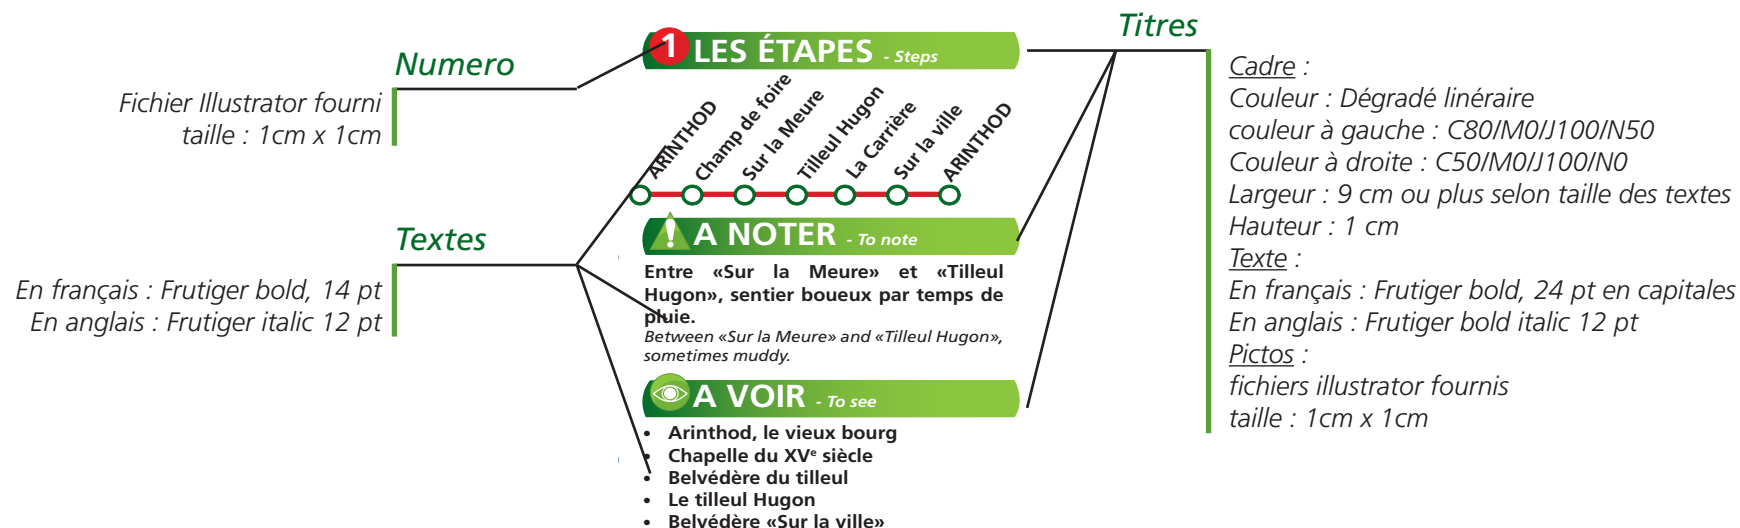 Numero
Fichier Illustrator fourni
taille : 1cm x 1cm
Textes
En français : Frutiger bold, 14 pt
En anglais : Frutiger italic 12 pt
1 LES ÉTAPES - Steps
ARINTHOD
Champ de foire
Sur la Meure
Tilleul Hugon
La Carrière
Sur la ville
ARINTHOD
! A NOTER - To note
Entre «Sur la Meure» et «Tilleul
Hugon», sentier boueux par temps de
pluie.
Between «Sur la Meure» and «Tilleul Hugon»,
sometimes muddy.
A VOIR - To see
• Arinthod, le vieux bourg
• Chapelle du XVᵉ siècle
• Belvédère du tilleul
• Le tilleul Hugon
• Belvédère «Sur la ville»
Titres
Cadre :
Couleur : Dégradé linéraire
couleur à gauche : C80/M0/J100/N50
Couleur à droite : C50/M0/J100/N0
Largeur : 9 cm ou plus selon taille des textes
Hauteur : 1 cm
Texte :
En français : Frutiger bold, 24 pt en capitales
En anglais : Frutiger bold italic 12 pt
Pictos :
fichiers illustrator fournis
taille : 1cm x 1cm